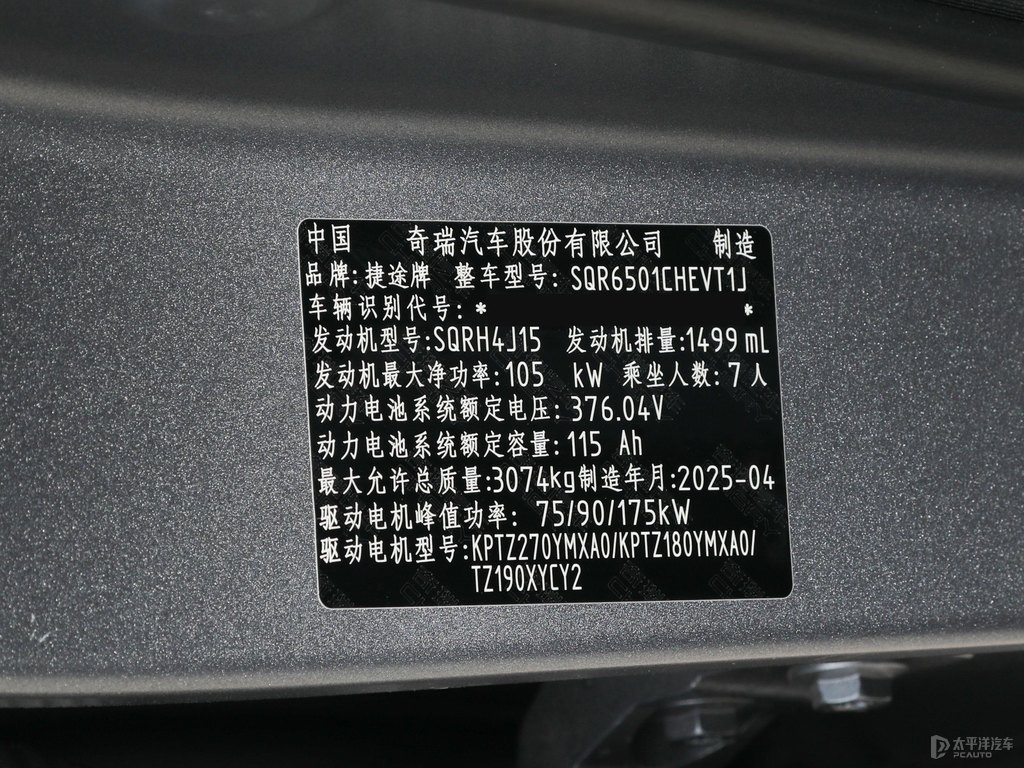 中国 奇瑞汽车股份有限公司 制造
品牌:捷途牌 整车型号: SQR6501CHEVT1J
车辆识别代号: * *
发动机型号:SQRH4J15 发动机排量:1499 mL
发动机最大净功率:105 kW 乘坐人数:7人
动力电池系统额定电压: 376.04V
动力电池系统额定容量: 115 Ah
最大允许总质量:3074kg制造年月:2025-04
驱动电机峰值功率: 75/90/175kW
驱动电机型号:KPTZ270YMXA0/KPTZ180YMXA0/
TZ190XYCY2
太平洋汽车
PCAUTO